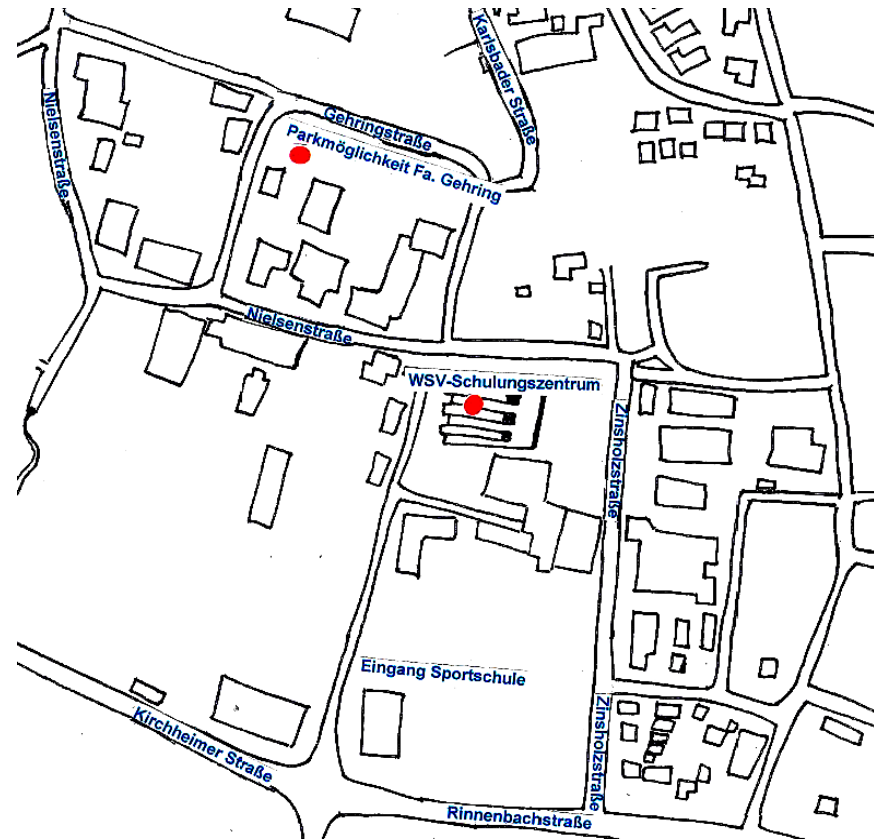 Karlsbader Straße
Nielsenstraße
Gehringstraße
Parkmöglichkeit Fa. Gehring
Nielsenstraße
WSV-Schulungszentrum
Zinsholzstraße
Eingang Sportschule
Zinsholzstraße
Kirchheimer Straße
Rinnenbachstraße